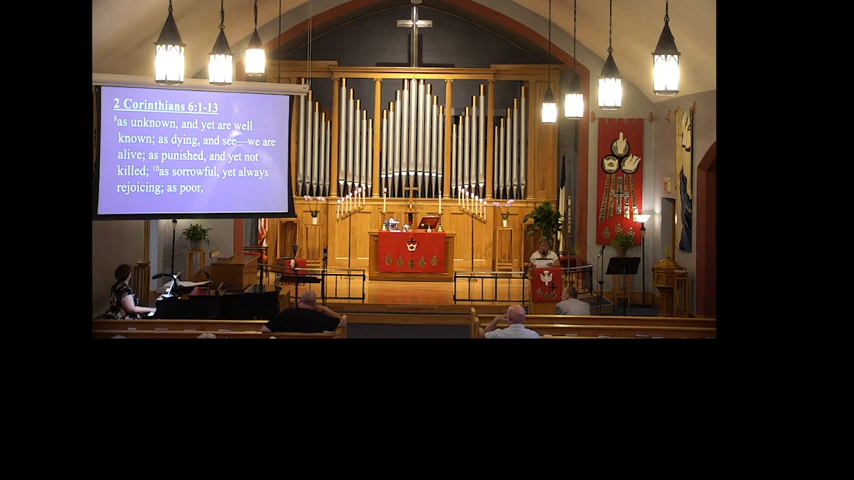 2 Corinthians 6:1-13
⁹as unknown, and yet are well
known; as dying, and see—we are
alive; as punished, and yet not
killed; ¹⁰as sorrowful, yet always
rejoicing; as poor,